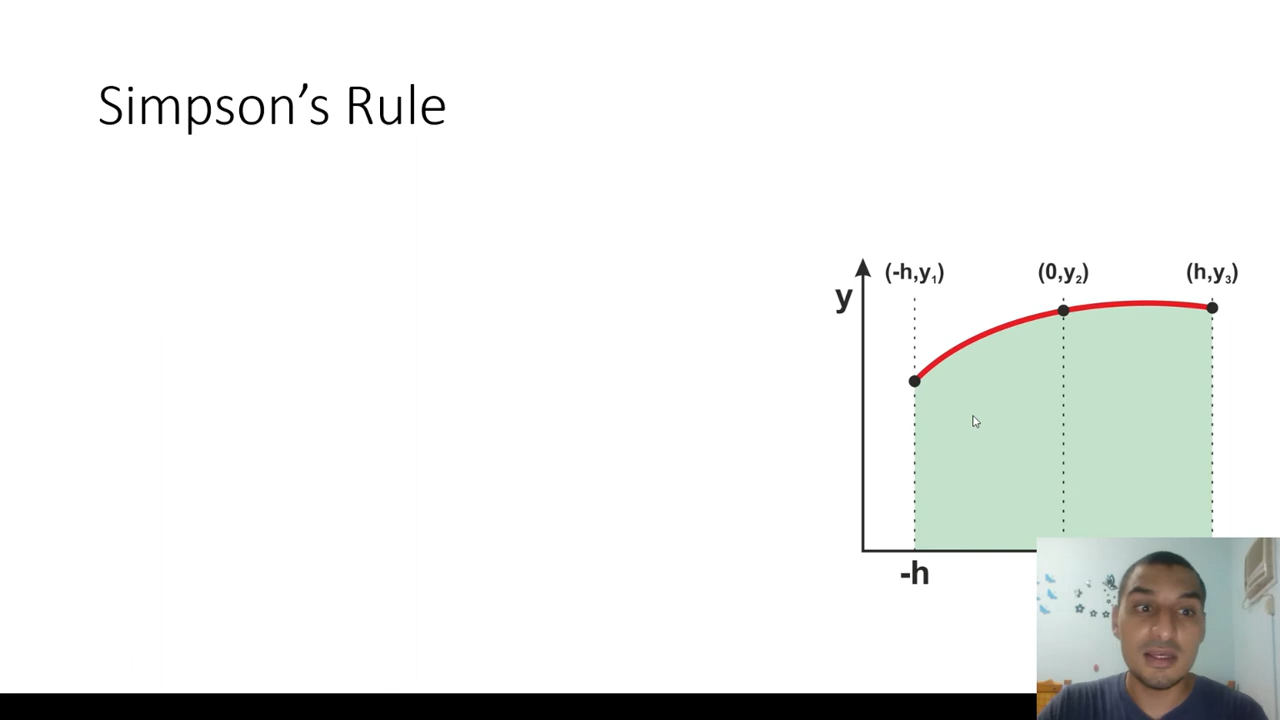 Simpson’s Rule
(-h,y₁) (0,y₂) (h,y₃)
y
-h